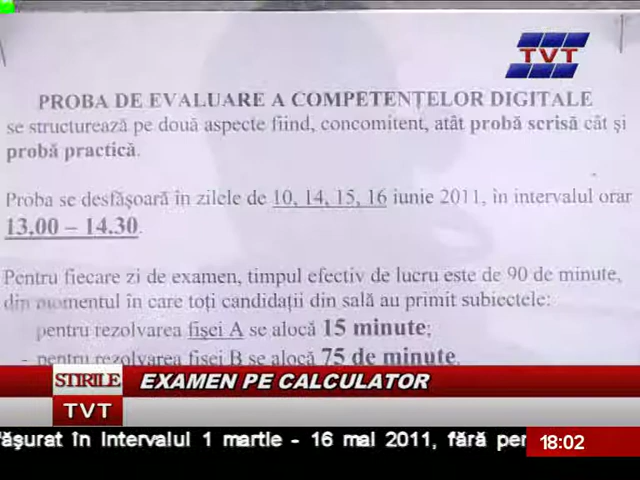 TVT
PROBA DE EVALUARE A COMPETENȚELOR DIGITALE
se structurează pe două aspecte fiind, concomitent, atât probă scrisă cât și
probă practică.
Proba se desfășoară în zilele de 10, 14, 15, 16 iunie 2011, în intervalul orar
13.00 – 14.30.
Pentru fiecare zi de examen, timpul efectiv de lucru este de 90 de minute,
din momentul în care toți candidații din sală au primit subiectele:
pentru rezolvarea fișei A se alocă 15 minute;
- pentru rezolvarea fișei B se alocă 75 de minute.
ȘTIRILE EXAMEN PE CALCULATOR
TVT
ășurat în intervalul 1 martie - 16 mai 2011, fără per 18:02